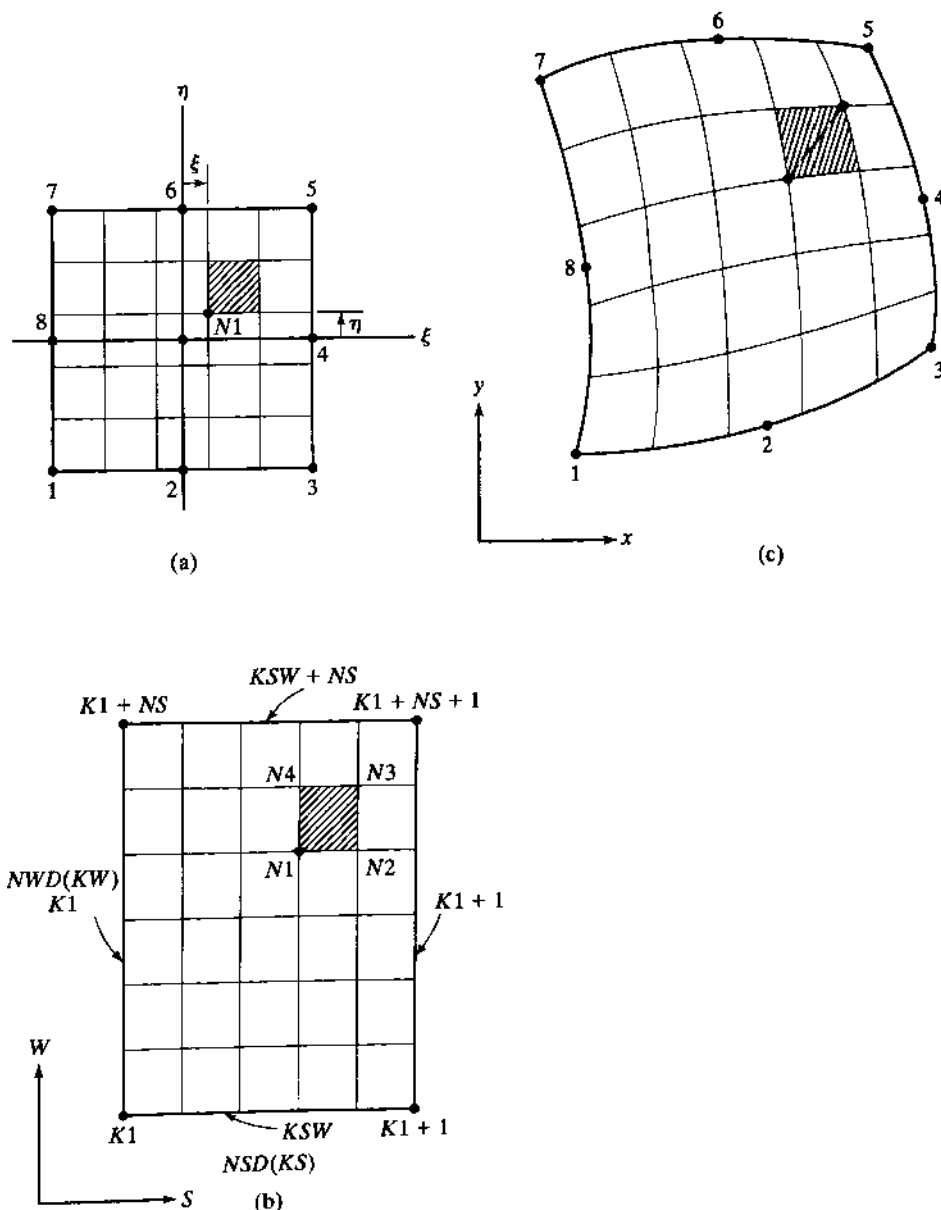 η
ξ
7 6 5
8 N1 η
4 ξ
1 2 3
(a)
6
5
7
4
8
3
y
2
1
x
(c)
KSW + NS
K1 + NS K1 + NS + 1
N4 N3
N1 N2
NWD(KW)
K1 K1 + 1
W
K1 KSW K1 + 1
NSD(KS)
S (b)